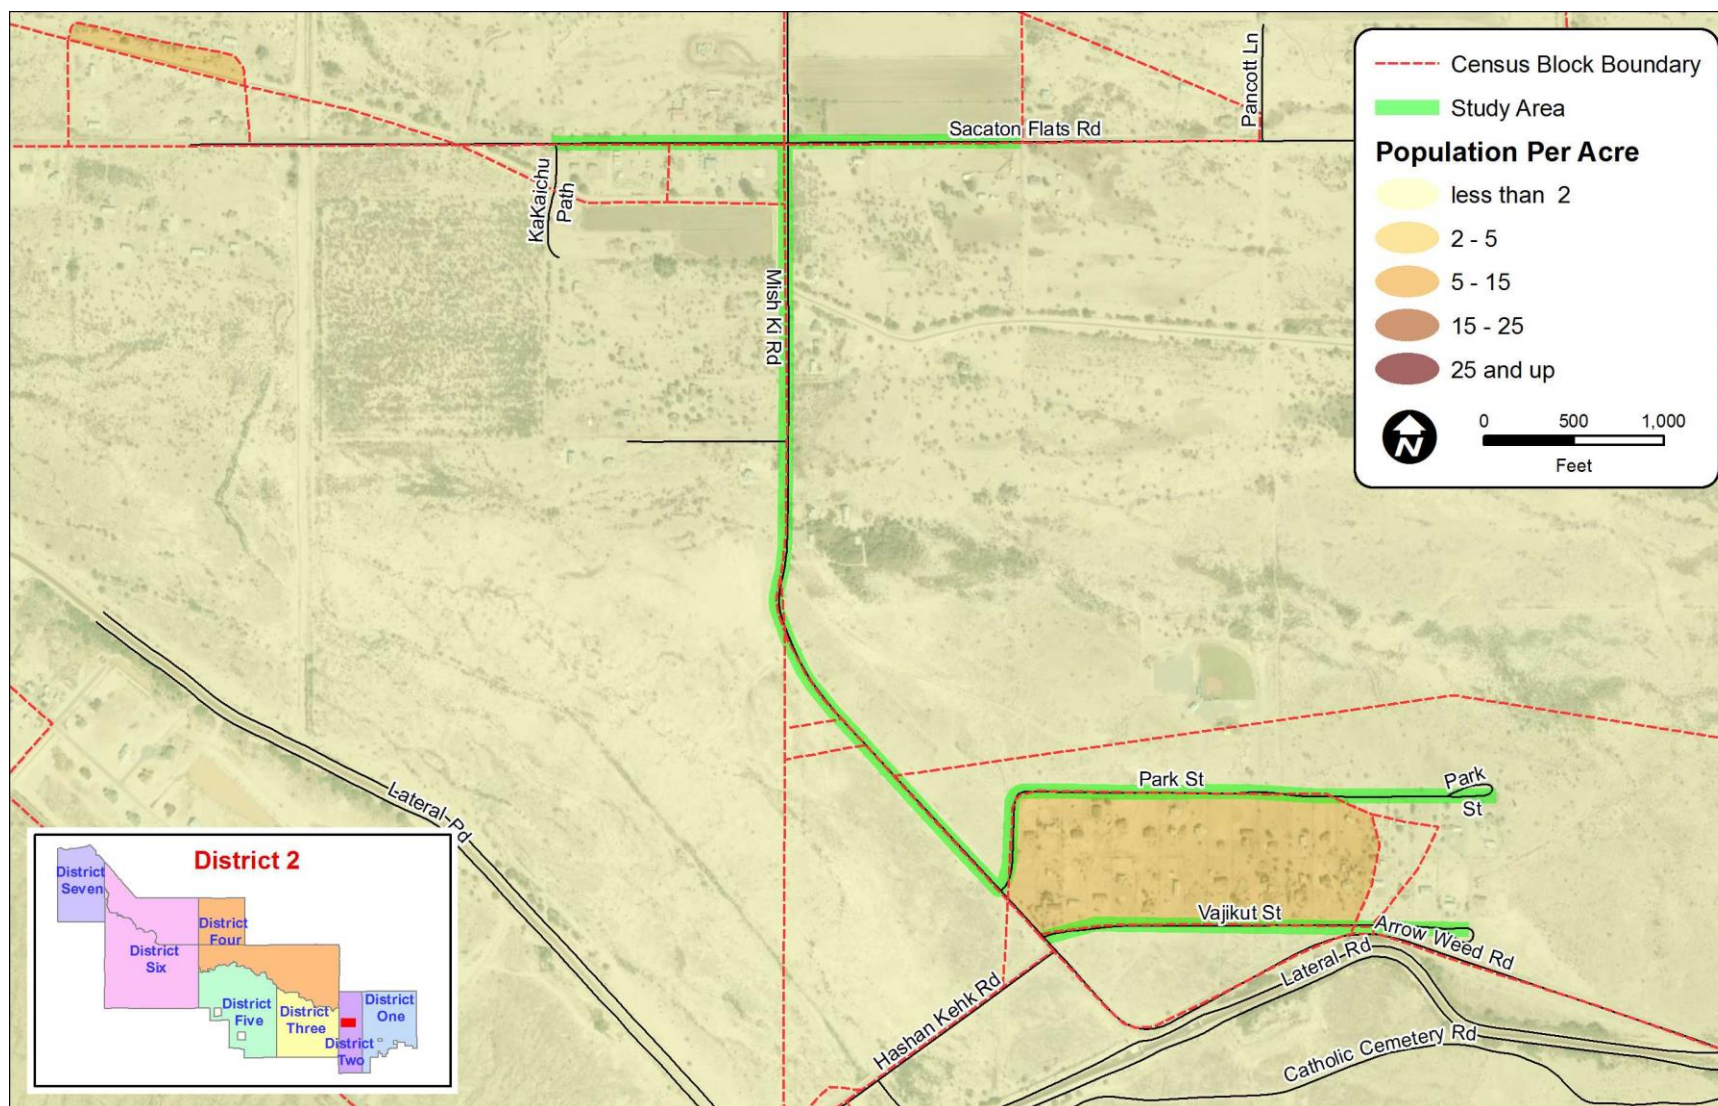 Pancott Ln
Census Block Boundary
Study Area
Population Per Acre
less than 2
2 - 5
5 - 15
15 - 25
25 and up
N
0 500 1,000
Feet
Sacaton Flats Rd
KaKaichu
Path
Mish Ki Rd
Park St
Park
St
Lateral-Rd
Vajikut St
Arrow Weed Rd
Lateral-Rd
Hashan Kehk Rd
Catholic Cemetery Rd
District 2
District
Seven
District
Four
District
Six
District
Five
District
Three
District
One
District
Two